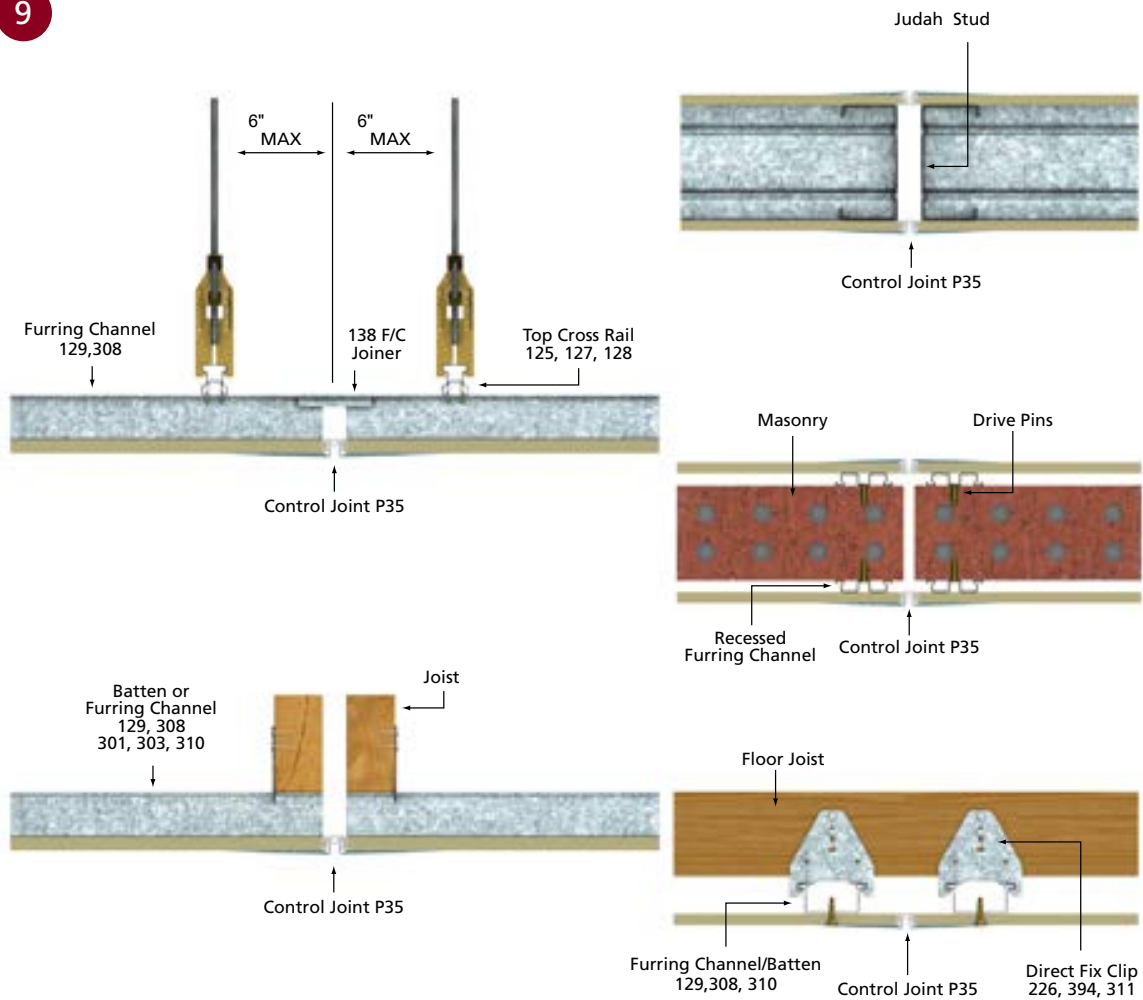 9
6"
MAX
6"
MAX
Furring Channel
129,308
138 F/C
Joiner
Top Cross Rail
125, 127, 128
Control Joint P35
Judah Stud
Control Joint P35
Masonry
Drive Pins
Recessed
Furring Channel
Control Joint P35
Batten or
Furring Channel
129, 308
301, 303, 310
Joist
Control Joint P35
Floor Joist
Furring Channel/Batten
129,308, 310
Control Joint P35
Direct Fix Clip
226, 394, 311